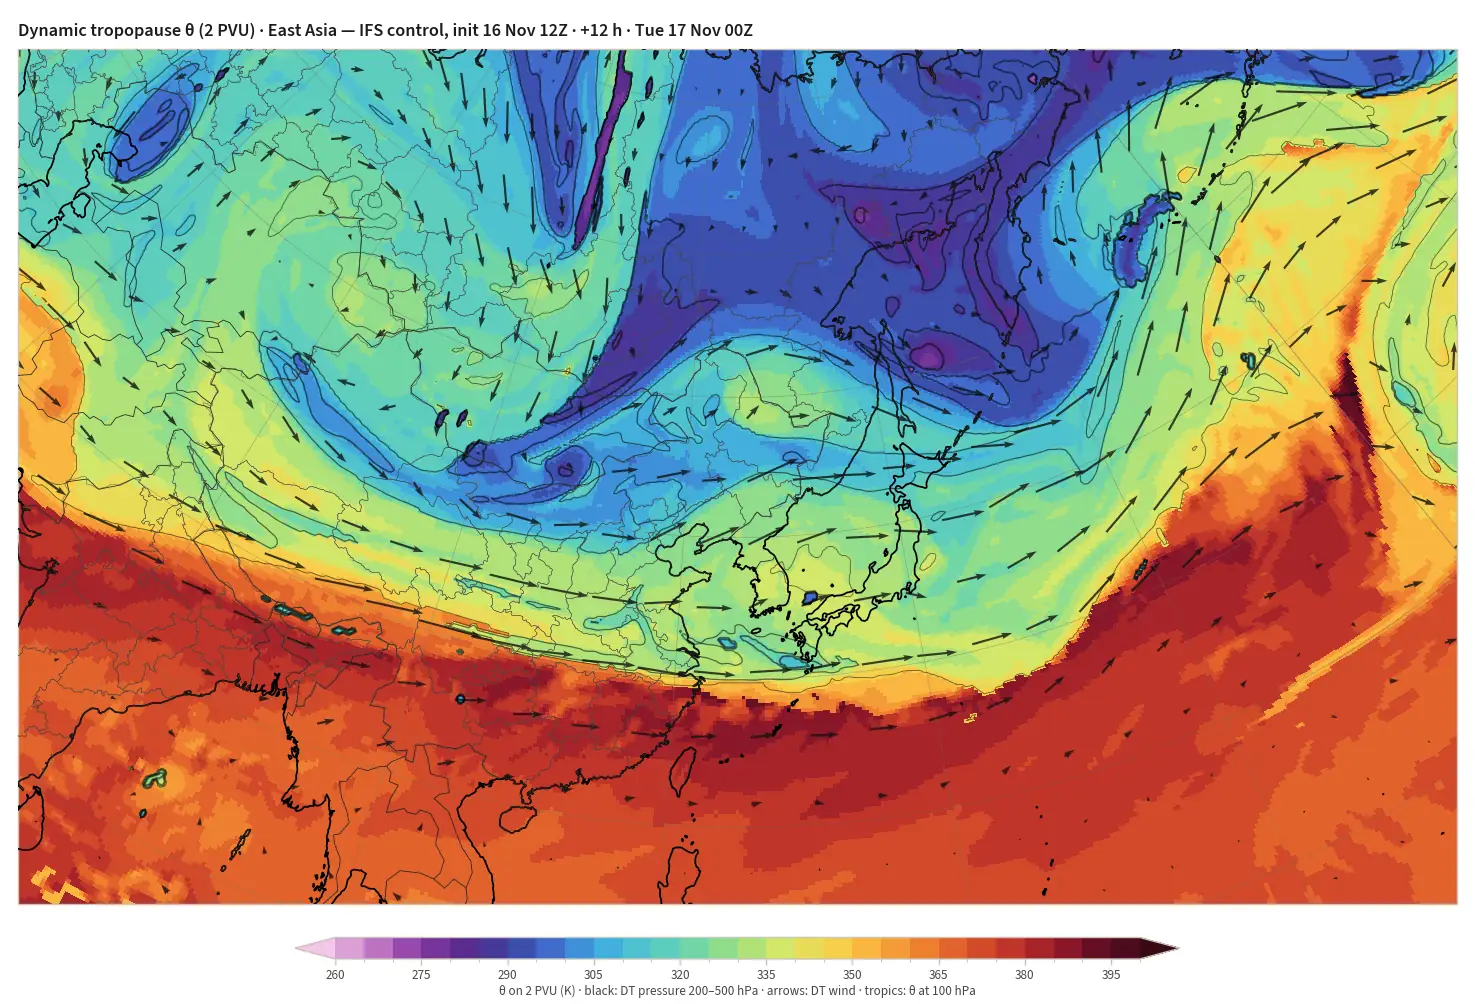 Dynamic tropopause θ (2 PVU) · East Asia — IFS control, init 16 Nov 12Z · +12 h · Tue 17 Nov 00Z
260 275 290 305 320 335 350 365 380 395
θ on 2 PVU (K) · black: DT pressure 200–500 hPa · arrows: DT wind · tropics: θ at 100 hPa